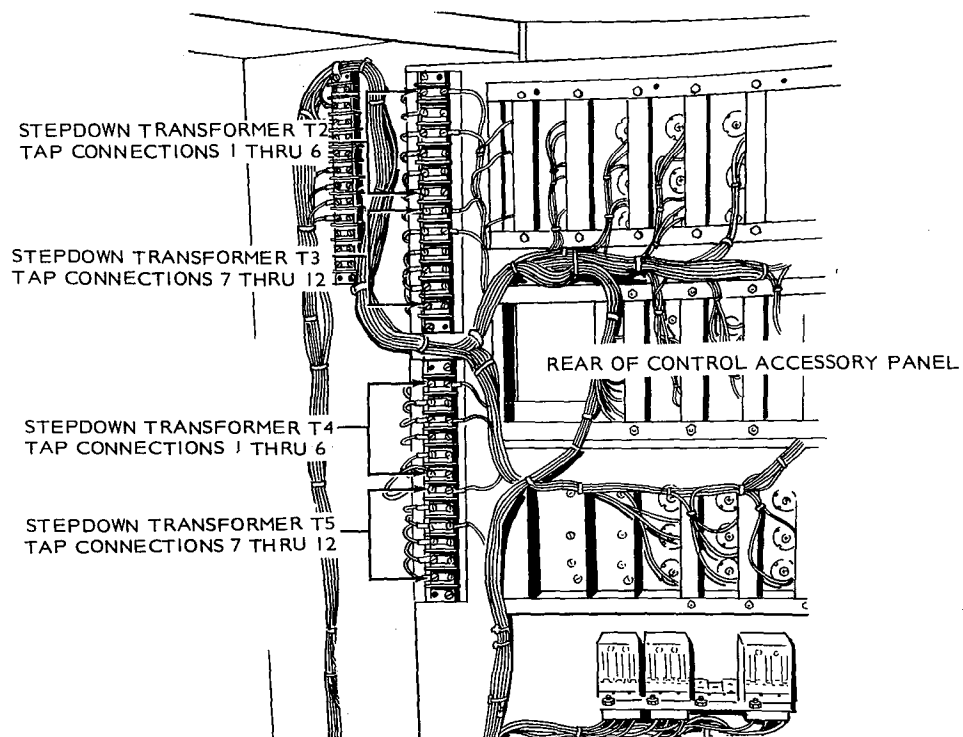 STEPDOWN TRANSFORMER T2
TAP CONNECTIONS 1 THRU 6
STEPDOWN TRANSFORMER T3
TAP CONNECTIONS 7 THRU 12
REAR OF CONTROL ACCESSORY PANEL
STEPDOWN TRANSFORMER T4
TAP CONNECTIONS 1 THRU 6
STEPDOWN TRANSFORMER T5
TAP CONNECTIONS 7 THRU 12